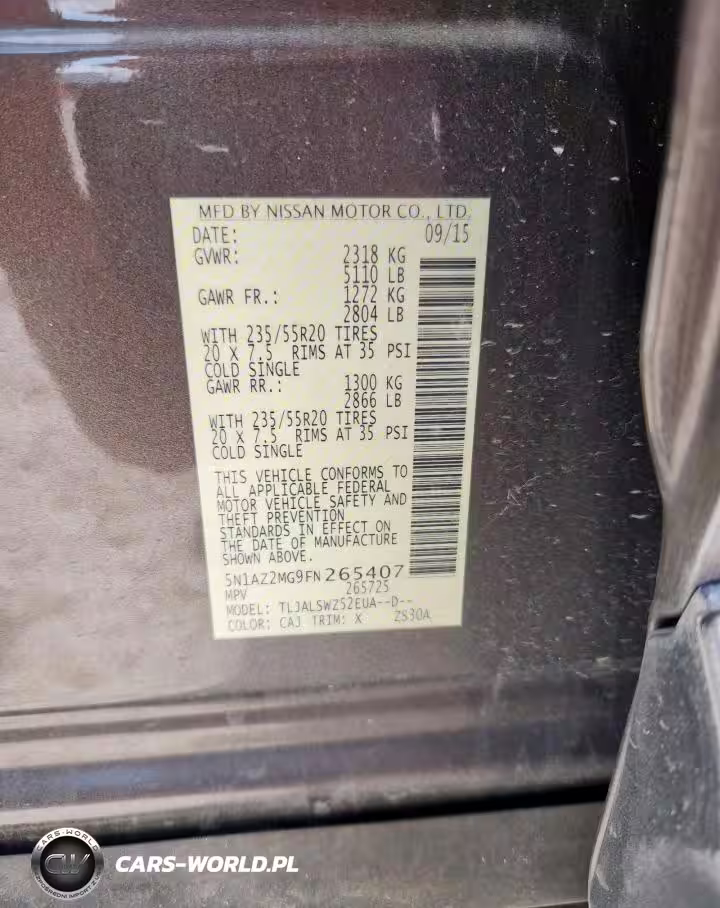 MFD BY NISSAN MOTOR CO., LTD.
DATE: 09/15
GVWR: 2318 KG
5110 LB
GAWR FR.: 1272 KG
2804 LB
WITH 235/55R20 TIRES
20 X 7.5 RIMS AT 35 PSI
COLD SINGLE
GAWR RR.: 1300 KG
2866 LB
WITH 235/55R20 TIRES
20 X 7.5 RIMS AT 35 PSI
COLD SINGLE
THIS VEHICLE CONFORMS TO
ALL APPLICABLE FEDERAL
MOTOR VEHICLE SAFETY AND
THEFT PREVENTION
STANDARDS IN EFFECT ON
THE DATE OF MANUFACTURE
SHOWN ABOVE.
5N1AZ2MG9FN265407
MPV 265725
MODEL: TLJALSWZ52EUA--D--
COLOR: CAJ TRIM: X ZS30A
CARS-WORLD
CW
CARS-WORLD.PL